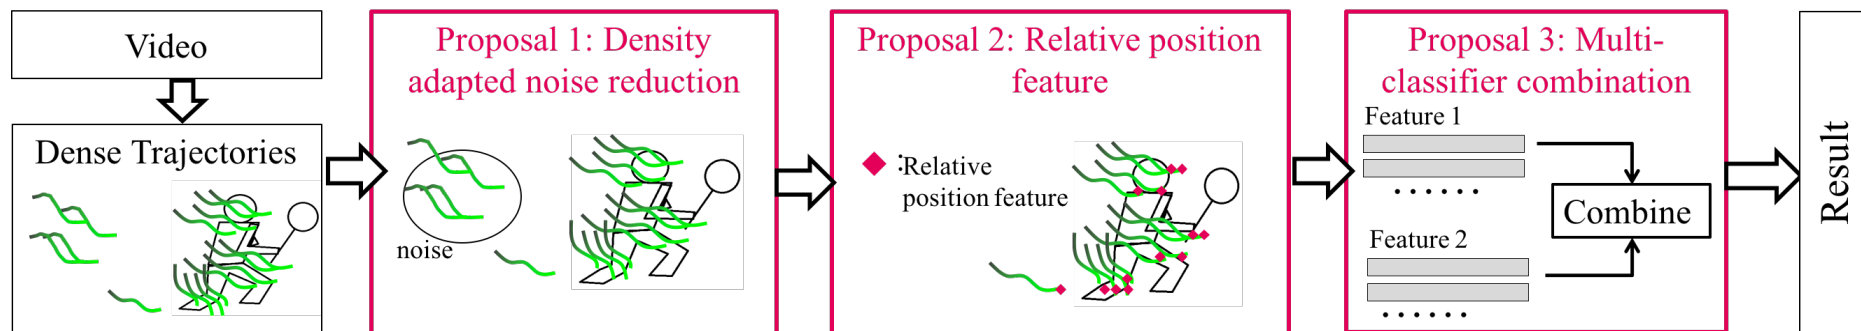 Video
Dense Trajectories
Proposal 1: Density
adapted noise reduction
noise
Proposal 2: Relative position
feature
:Relative
position feature
Proposal 3: Multi-
classifier combination
Feature 1
......
Combine
Feature 2
......
Result